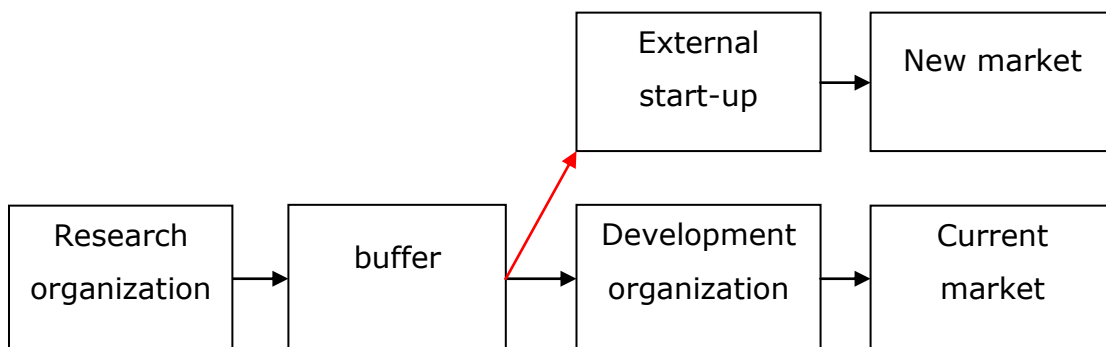 External
start-up
New market
Research
organization
buffer
Development
organization
Current
market